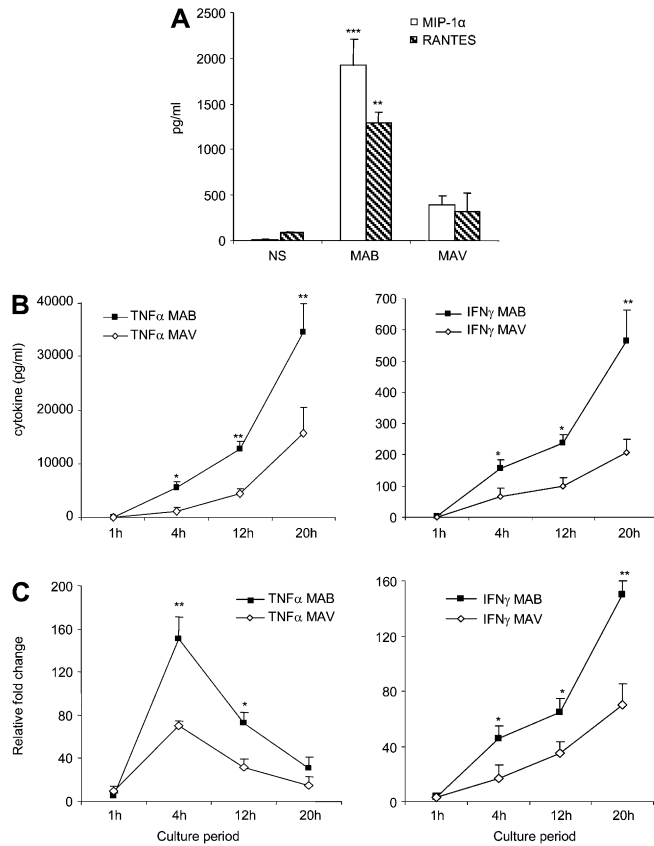 A
MIP-1α
RANTES
pg/ml
2500
2000
1500
1000
500
0
***
**
NS
MAB
MAV
B
cytokine (pg/ml)
40000
30000
20000
10000
0
TNFα MAB
TNFα MAV
*
**
**
1h
4h
12h
20h
700
600
500
400
300
200
100
0
IFNγ MAB
IFNγ MAV
*
*
**
1h
4h
12h
20h
C
Relative fold change
200
160
120
80
40
0
TNFα MAB
TNFα MAV
**
*
1h
4h
12h
20h
Culture period
160
120
80
40
0
IFNγ MAB
IFNγ MAV
*
*
**
1h
4h
12h
20h
Culture period